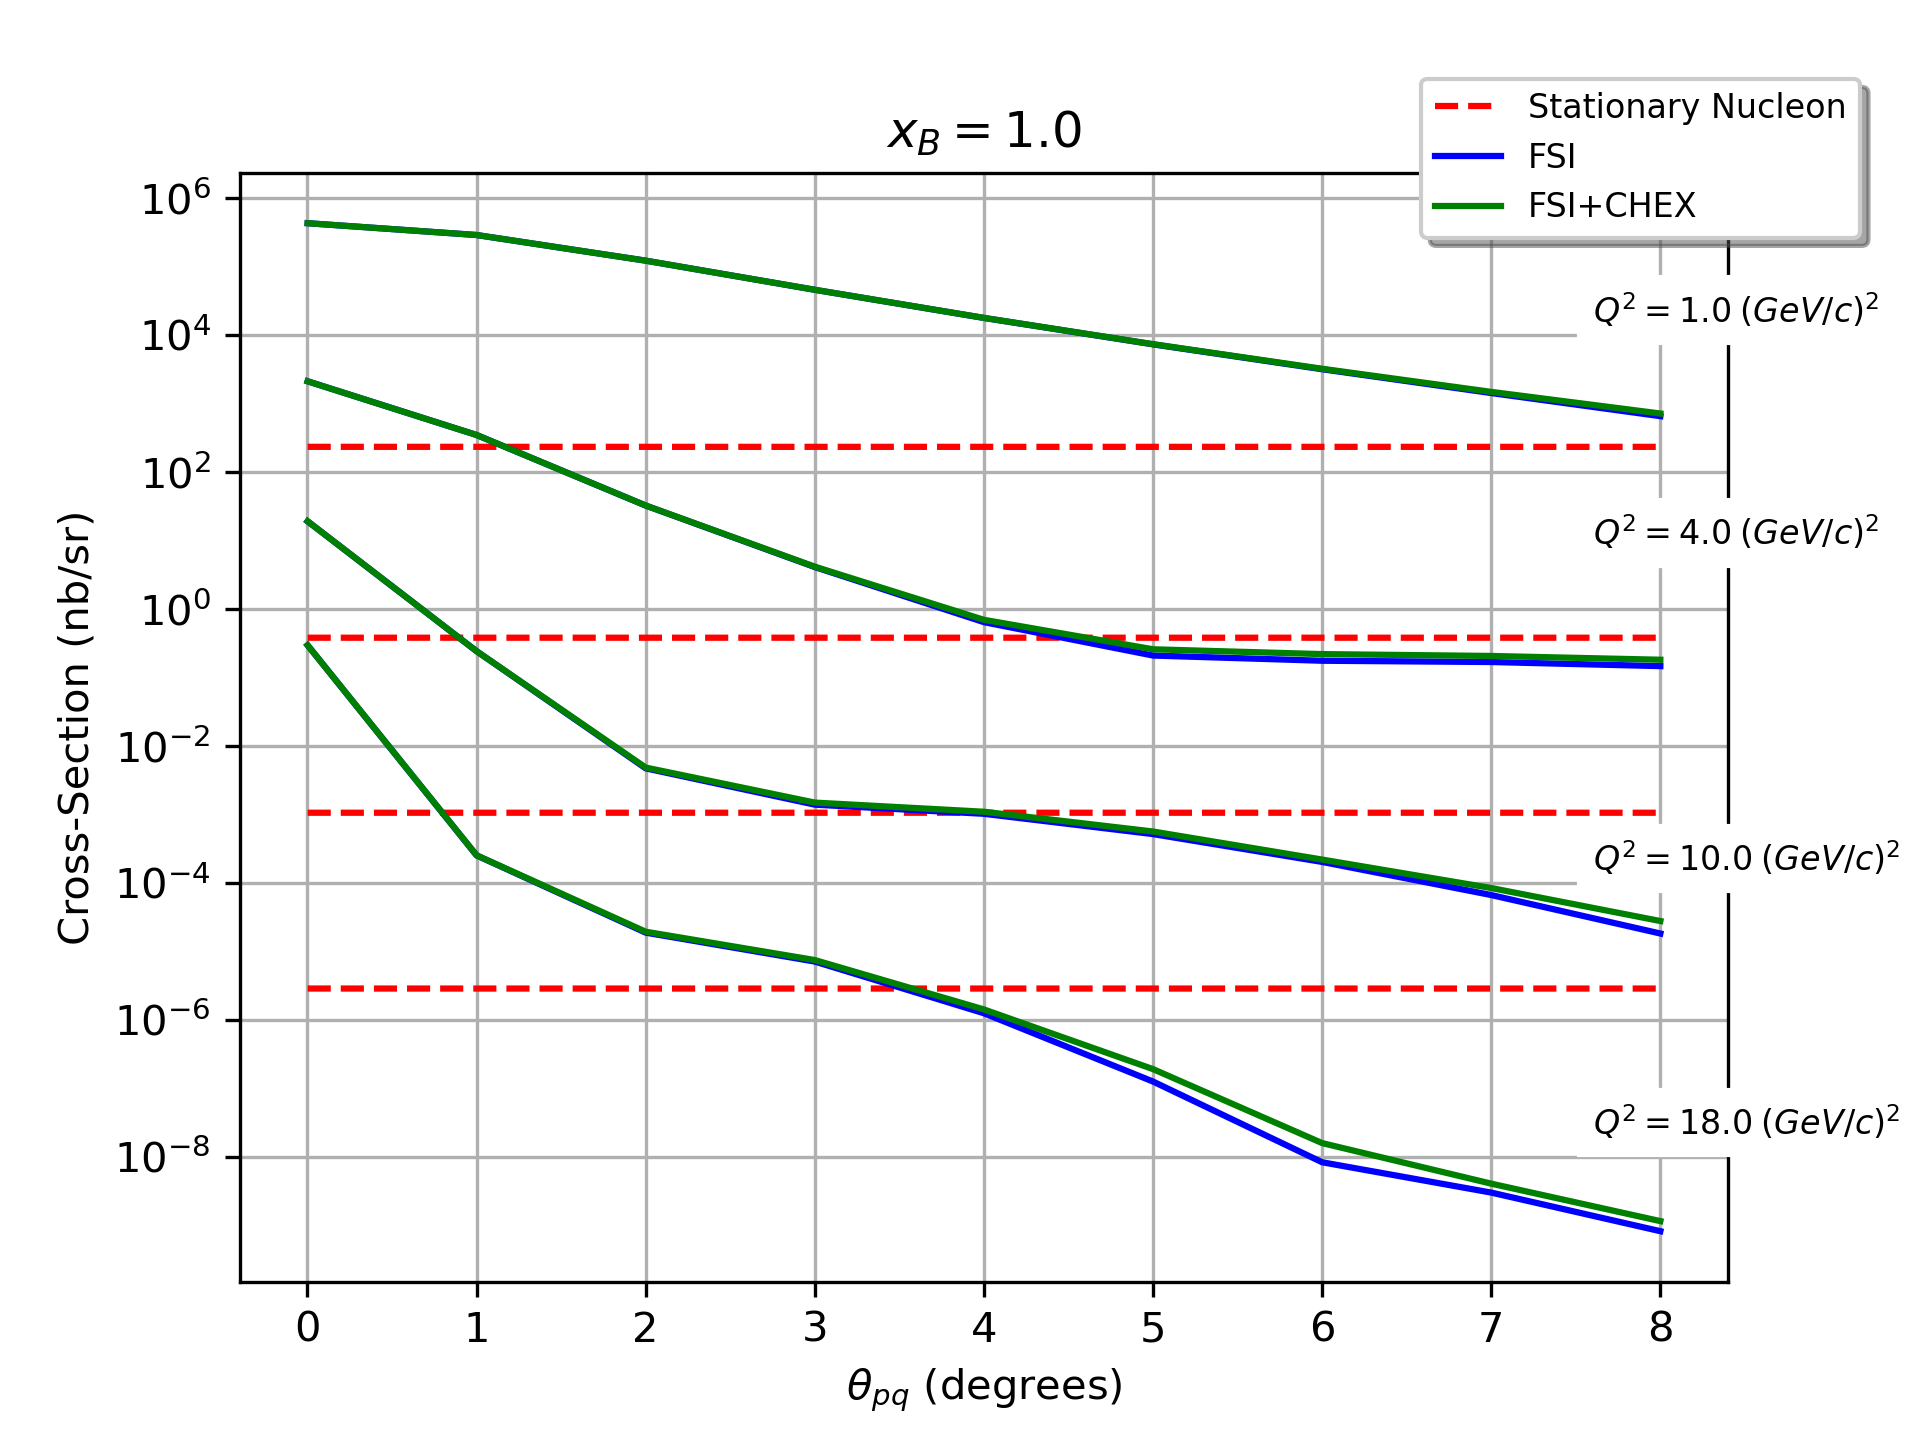 x_B = 1.0
Stationary Nucleon
FSI
FSI+CHEX
Cross-Section (nb/sr)
10^6
10^4
10^2
10^0
10^−2
10^−4
10^−6
10^−8
Q^2 = 1.0 (GeV/c)^2
Q^2 = 4.0 (GeV/c)^2
Q^2 = 10.0 (GeV/c)^2
Q^2 = 18.0 (GeV/c)^2
0 1 2 3 4 5 6 7 8
θ_pq (degrees)